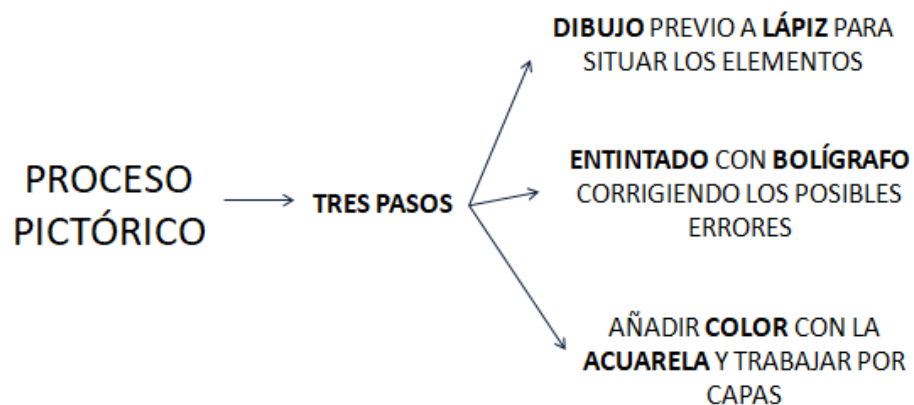 PROCESO
PICTÓRICO
TRES PASOS
DIBUJO PREVIO A LÁPIZ PARA
SITUAR LOS ELEMENTOS
ENTINTADO CON BOLÍGRAFO
CORRIGIENDO LOS POSIBLES
ERRORES
AÑADIR COLOR CON LA
ACUARELA Y TRABAJAR POR
CAPAS